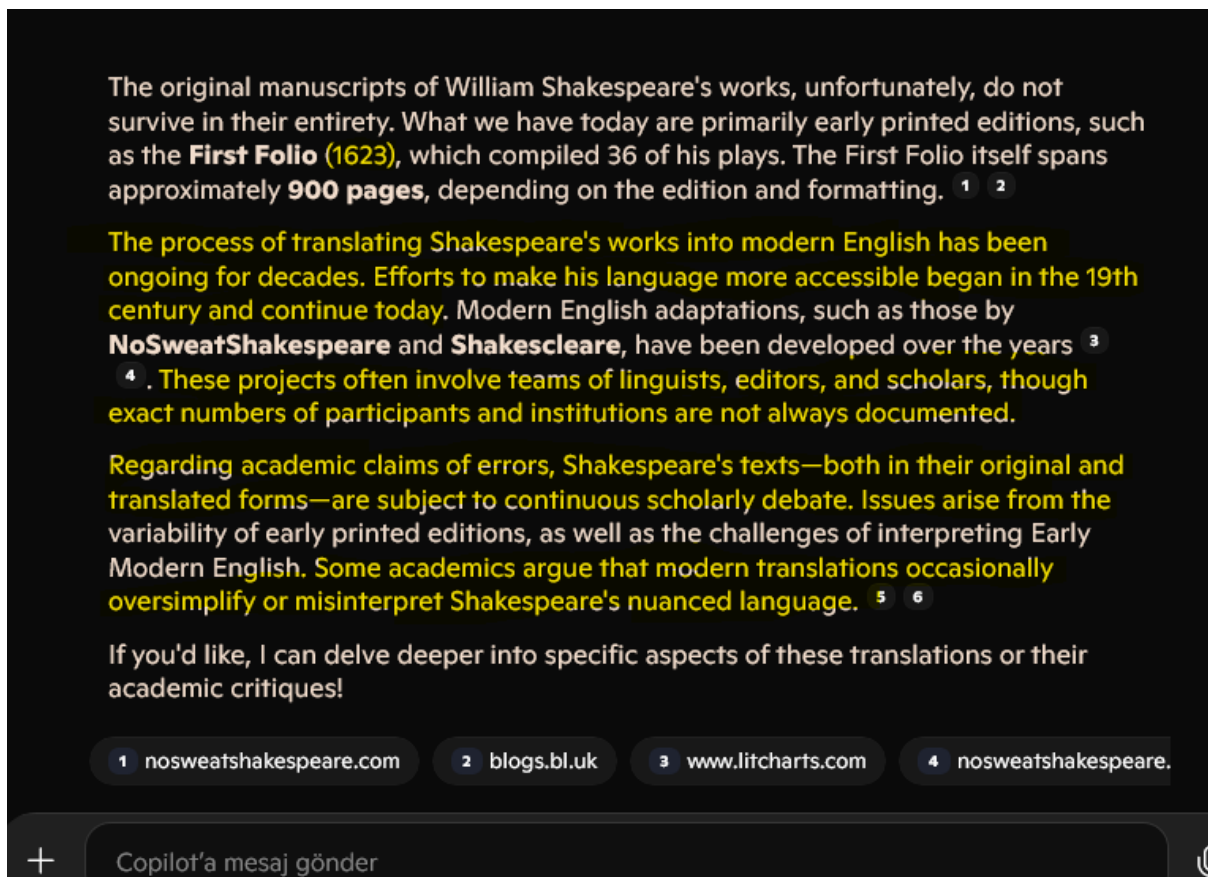 The original manuscripts of William Shakespeare's works, unfortunately, do not
survive in their entirety. What we have today are primarily early printed editions, such
as the First Folio (1623), which compiled 36 of his plays. The First Folio itself spans
approximately 900 pages, depending on the edition and formatting. 1 2
The process of translating Shakespeare's works into modern English has been
ongoing for decades. Efforts to make his language more accessible began in the 19th
century and continue today. Modern English adaptations, such as those by
NoSweatShakespeare and Shakescleare, have been developed over the years 3
4 . These projects often involve teams of linguists, editors, and scholars, though
exact numbers of participants and institutions are not always documented.
Regarding academic claims of errors, Shakespeare's texts—both in their original and
translated forms—are subject to continuous scholarly debate. Issues arise from the
variability of early printed editions, as well as the challenges of interpreting Early
Modern English. Some academics argue that modern translations occasionally
oversimplify or misinterpret Shakespeare's nuanced language. 5 6
If you'd like, I can delve deeper into specific aspects of these translations or their
academic critiques!
1 nosweatshakespeare.com 2 blogs.bl.uk 3 www.litcharts.com 4 nosweatshakespeare.
Copilot'a mesaj gönder